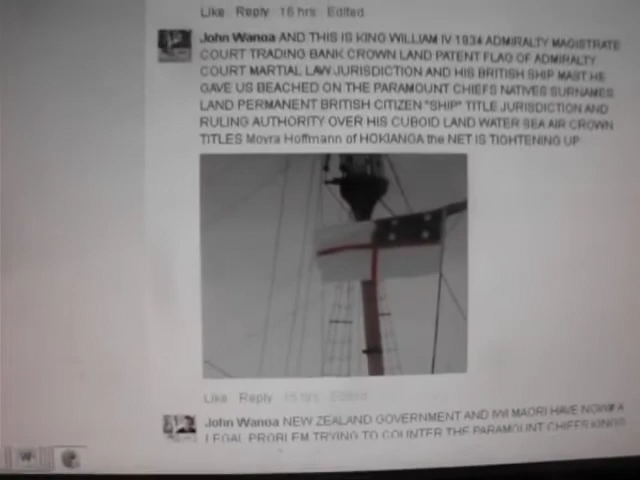 Like Reply 16 hrs Edited
John Wanoa AND THIS IS KING WILLIAM IV 1834 ADMIRALTY MAGISTRATE
COURT TRADING BANK CROWN LAND PATENT FLAG OF ADMIRALTY
COURT MARTIAL LAW JURISDICTION AND HIS BRITISH SHIP MAST HE
GAVE US BEACHED ON THE PARAMOUNT CHIEFS NATIVES SURNAMES
LAND PERMANENT BRITISH CITIZEN "SHIP" TITLE JURISDICTION AND
RULING AUTHORITY OVER HIS CUBOID LAND WATER SEA AIR CROWN
TITLES Moyra Hoffmann of HOKIANGA the NET IS TIGHTENING UP
Like Reply 15 hrs Edited
John Wanoa NEW ZEALAND GOVERNMENT AND IWI MAORI HAVE NOW A
LEGAL PROBLEM TRYING TO COUNTER THE PARAMOUNT CHIEFS KINGS